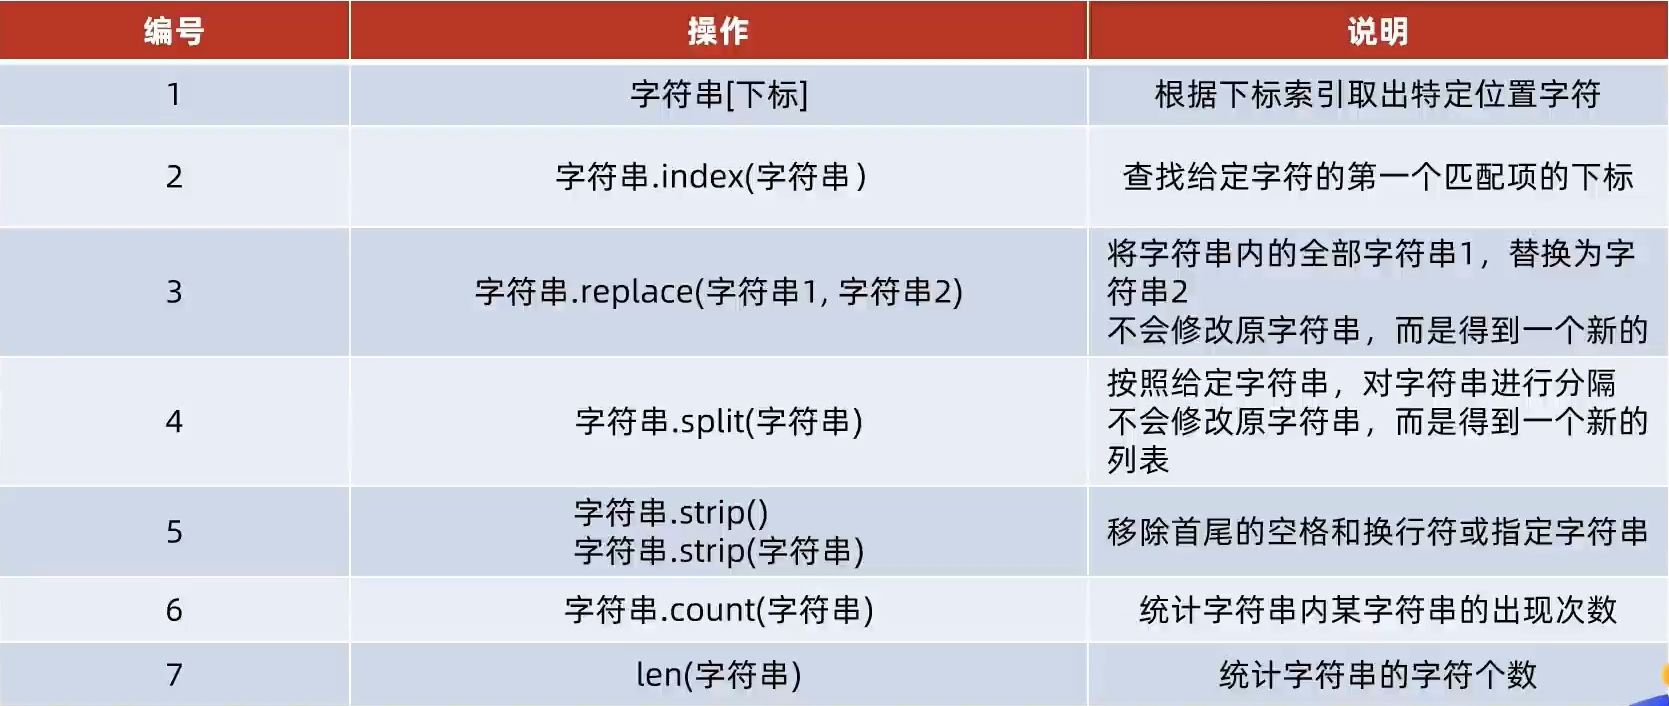 编号 操作 说明
1 字符串[下标] 根据下标索引取出特定位置字符
2 字符串.index(字符串) 查找给定字符的第一个匹配项的下标
3 字符串.replace(字符串1, 字符串2) 将字符串内的全部字符串1，替换为字
符串2
不会修改原字符串，而是得到一个新的
4 字符串.split(字符串) 按照给定字符串，对字符串进行分隔
不会修改原字符串，而是得到一个新的
列表
5 字符串.strip()
字符串.strip(字符串) 移除首尾的空格和换行符或指定字符串
6 字符串.count(字符串) 统计字符串内某字符串的出现次数
7 len(字符串) 统计字符串的字符个数